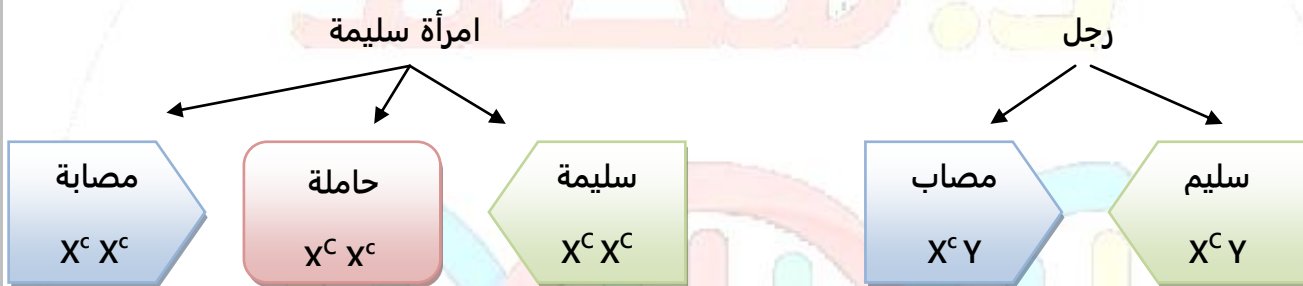 رجل
امرأة سليمة
سليم
X^C Y
مصاب
X^c Y
سليمة
X^C X^C
حاملة
X^C X^c
مصابة
X^c X^c